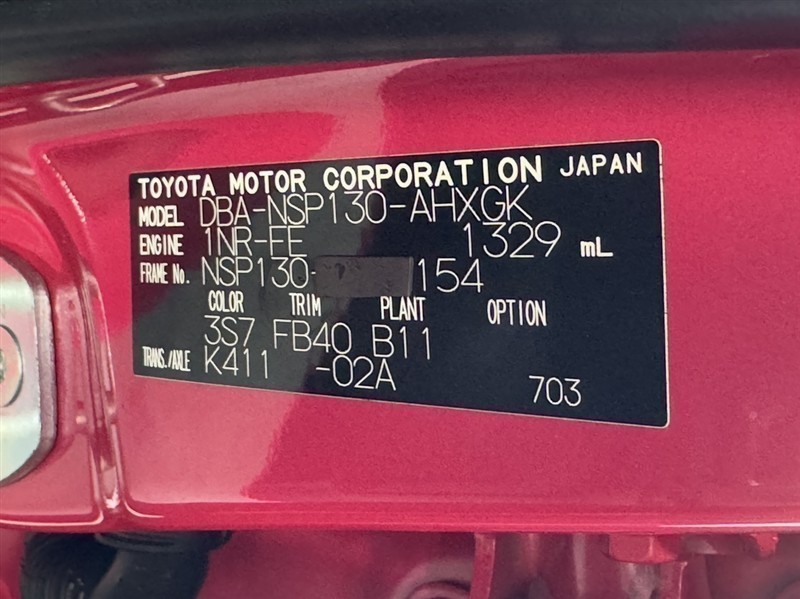 TOYOTA MOTOR CORPORATION JAPAN
MODEL DBA-NSP130-AHXGK
ENGINE 1NR-FE 1329 mL
FRAME No. NSP130- 154
COLOR TRIM PLANT OPTION
3S7 FB40 B11
TRANS./AXLE K411 -02A
703